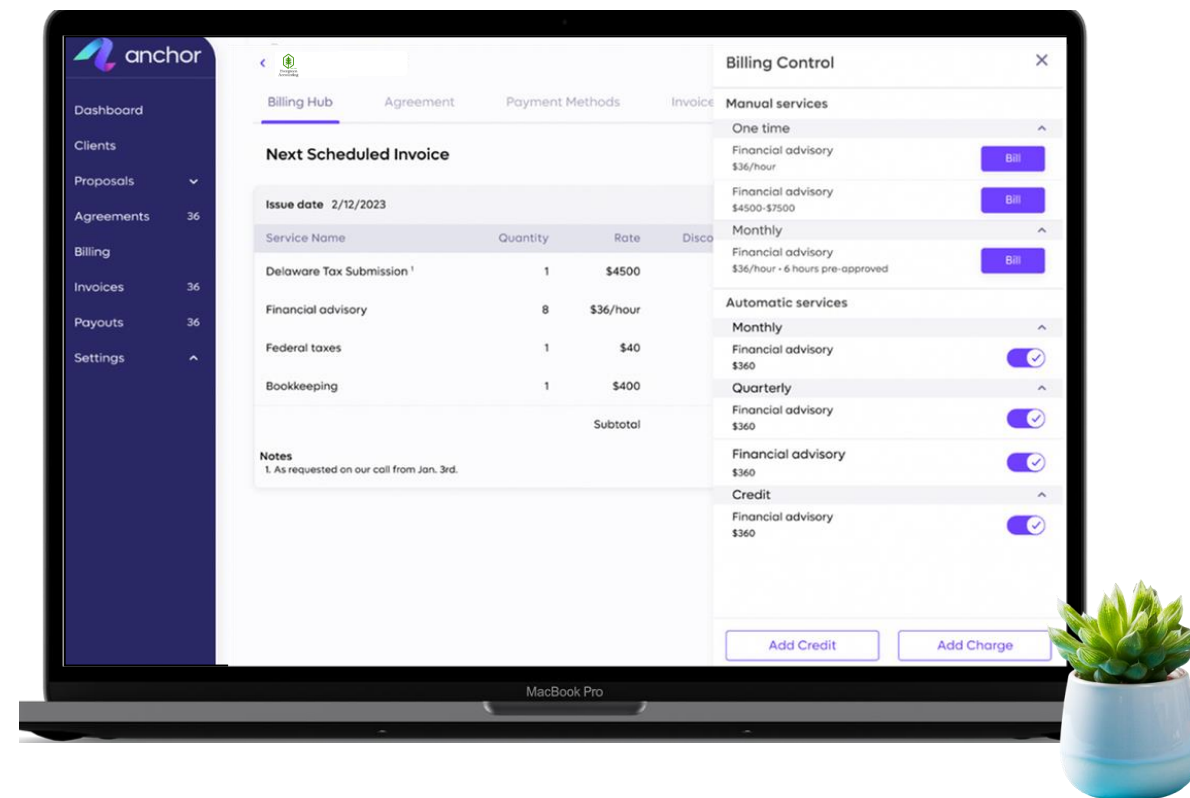 anchor
Dashboard
Clients
Proposals
Agreements 36
Billing
Invoices 36
Payouts 36
Settings
Billing Hub Agreement Payment Methods Invoice
Next Scheduled Invoice
Issue date 2/12/2023
Service Name Quantity Rate Disco
Delaware Tax Submission ¹ 1 $4500
Financial advisory 8 $36/hour
Federal taxes 1 $40
Bookkeeping 1 $400
Subtotal
Notes
1. As requested on our call from Jan. 3rd.
Billing Control
Manual services
One time
Financial advisory
$36/hour
Bill
Financial advisory
$4500-$7500
Bill
Monthly
Financial advisory
$36/hour • 6 hours pre-approved
Bill
Automatic services
Monthly
Financial advisory
$360
Quarterly
Financial advisory
$360
Financial advisory
$360
Credit
Financial advisory
$360
Add Credit Add Charge
MacBook Pro